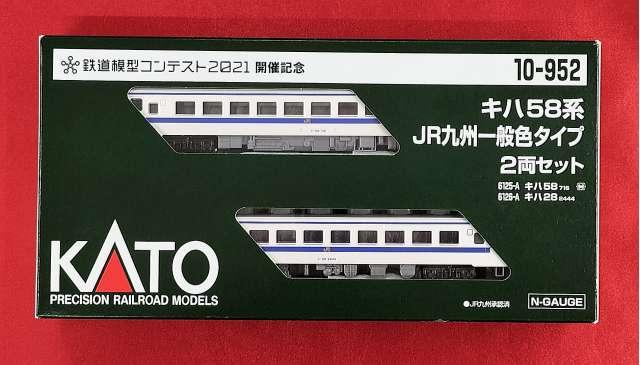 鉄道模型コンテスト2021 開催記念
10-952
キハ58系
JR九州一般色タイプ
2両セット
6125-A キハ58 716 Ⓜ
6126-A キハ28 2444
KATO
PRECISION RAILROAD MODELS
●JR九州承認済
N-GAUGE